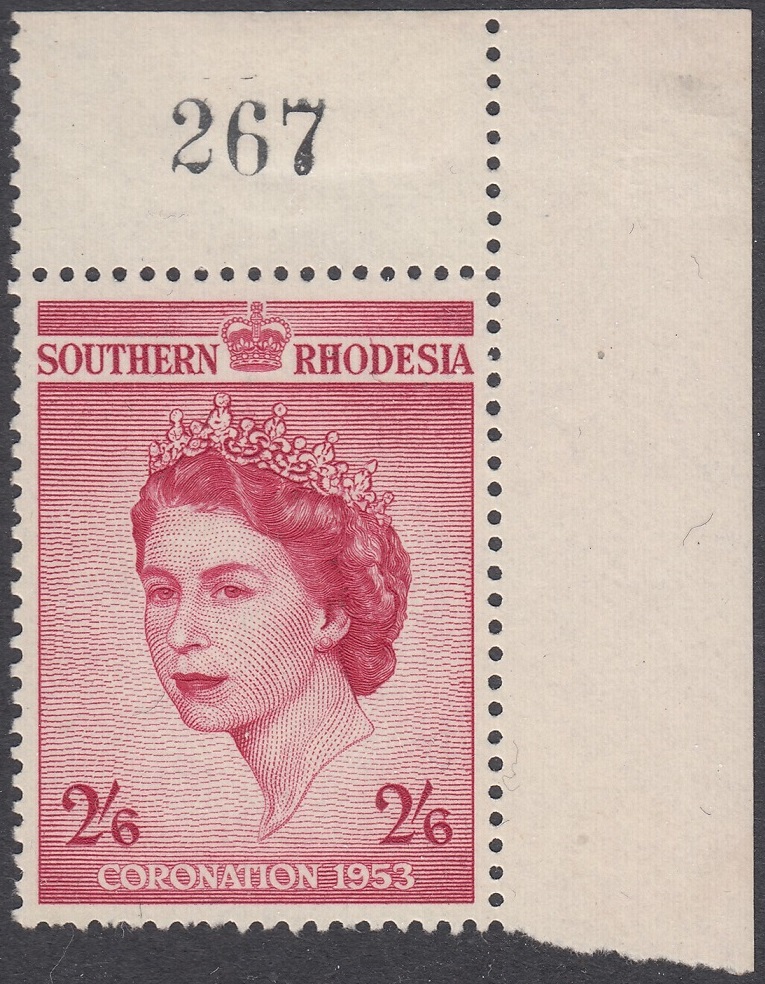 267
SOUTHERN RHODESIA
2/6 2/6
CORONATION 1953